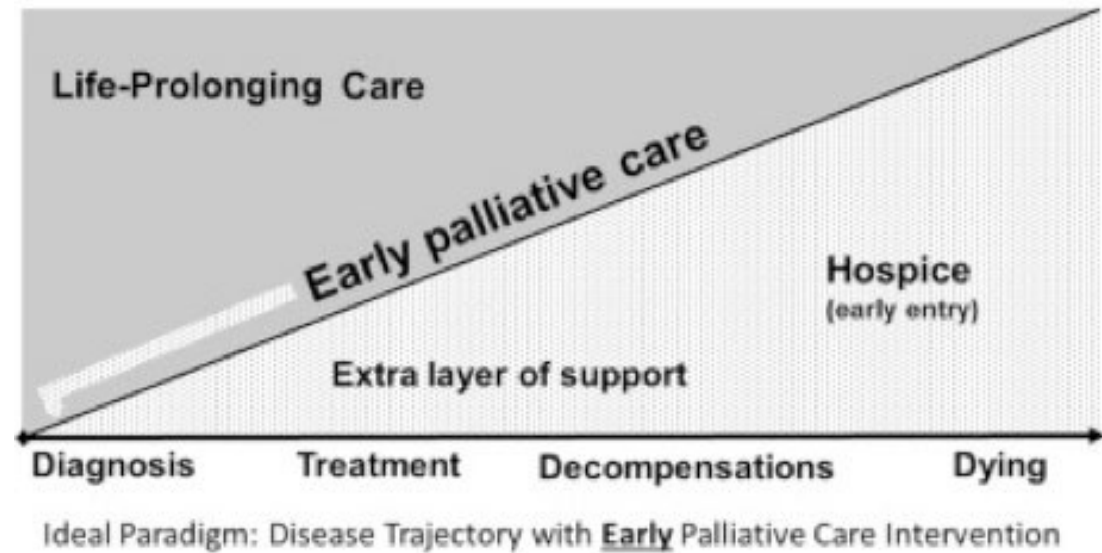 Life-Prolonging Care
Early palliative care
Hospice
(early entry)
Extra layer of support
Diagnosis Treatment Decompensations Dying
Ideal Paradigm: Disease Trajectory with Early Palliative Care Intervention